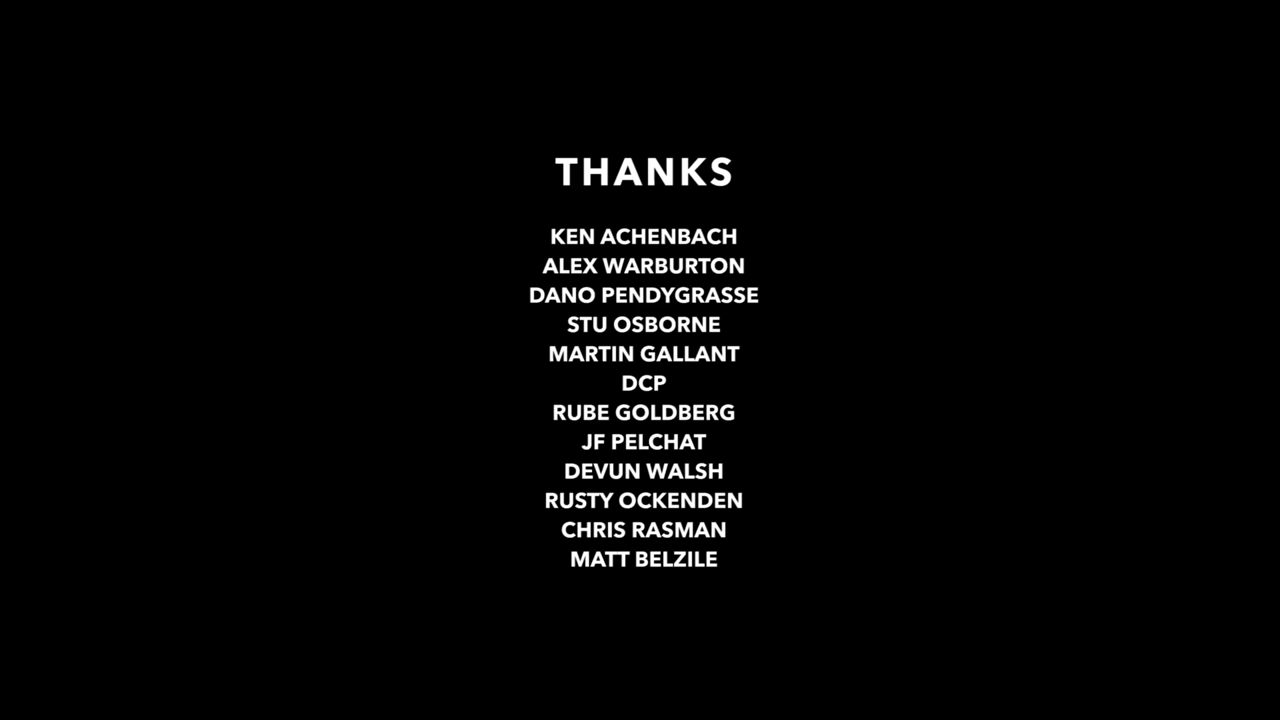 THANKS
KEN ACHENBACH
ALEX WARBURTON
DANO PENDYGRASSE
STU OSBORNE
MARTIN GALLANT
DCP
RUBE GOLDBERG
JF PELCHAT
DEVUN WALSH
RUSTY OCKENDEN
CHRIS RASMAN
MATT BELZILE